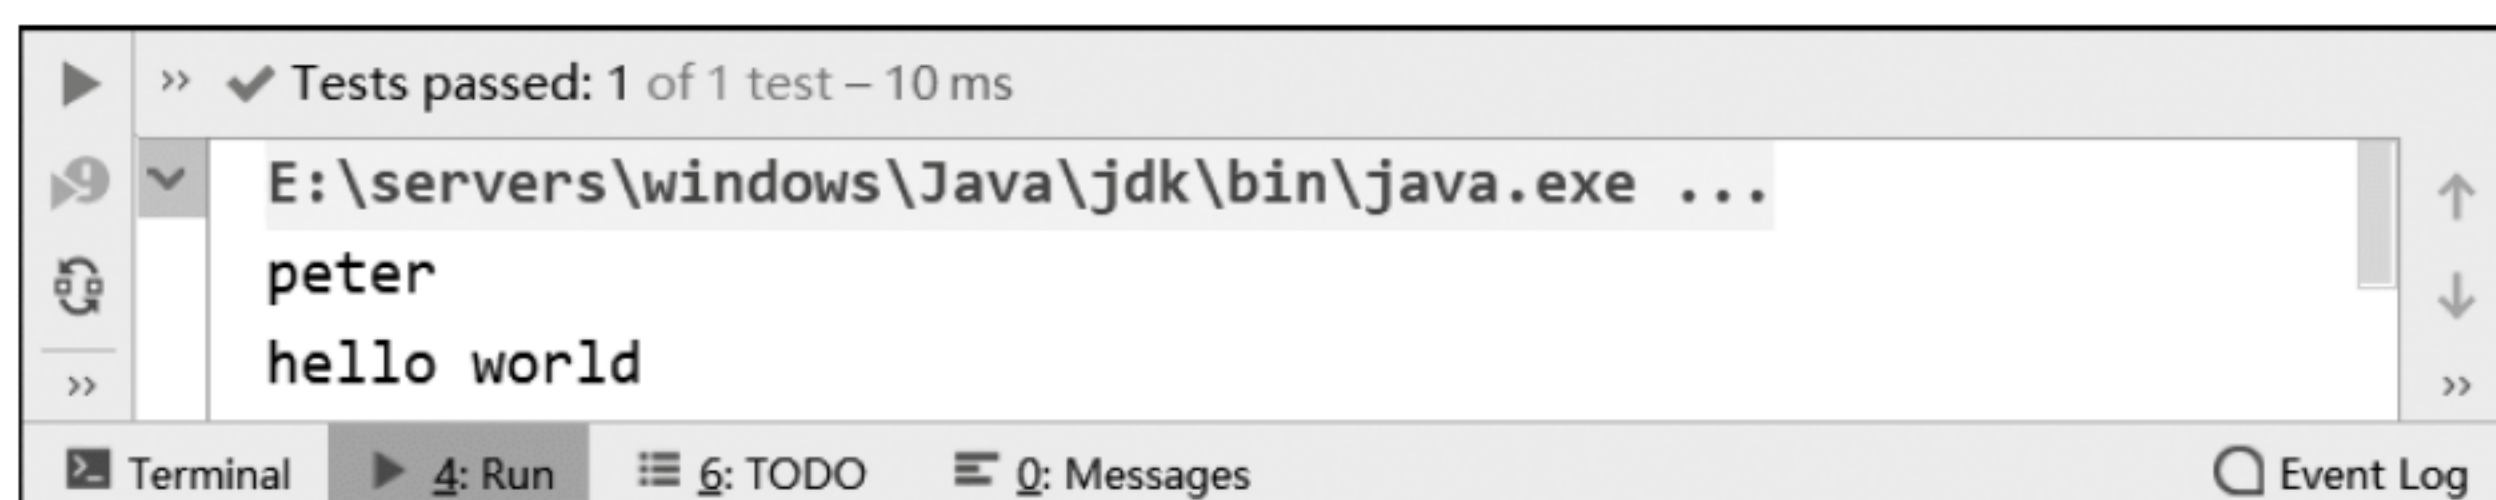 Tests passed: 1 of 1 test – 10 ms
E:\servers\windows\Java\jdk\bin\java.exe ...
peter
hello world
Terminal 4: Run 6: TODO 0: Messages Event Log